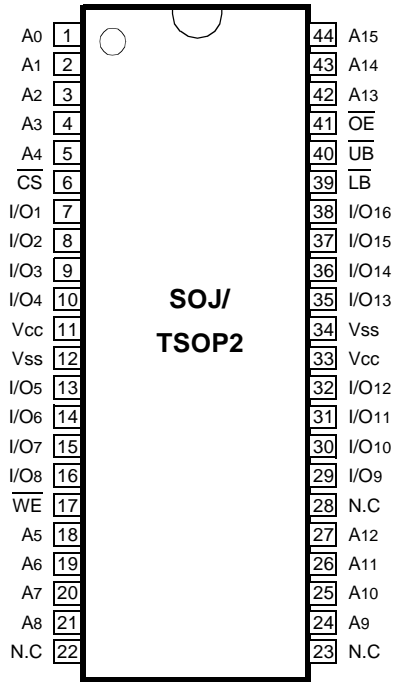 A0 1 44 A15
A1 2 43 A14
A2 3 42 A13
A3 4 41 OE
A4 5 40 UB
CS 6 39 LB
I/O1 7 38 I/O16
I/O2 8 37 I/O15
I/O3 9 36 I/O14
I/O4 10 35 I/O13
Vcc 11 34 Vss
Vss 12 33 Vcc
I/O5 13 32 I/O12
I/O6 14 31 I/O11
I/O7 15 30 I/O10
I/O8 16 29 I/O9
WE 17 28 N.C
A5 18 27 A12
A6 19 26 A11
A7 20 25 A10
A8 21 24 A9
N.C 22 23 N.C
SOJ/
TSOP2